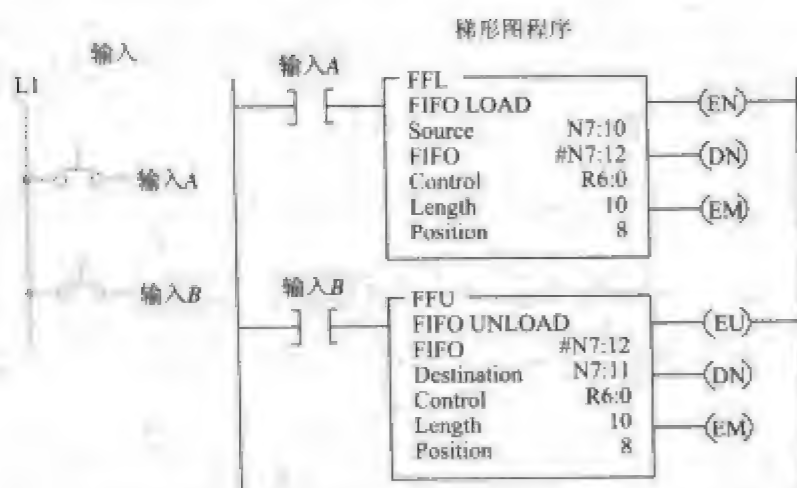 梯形图程序
输入
L1
输入A
输入B
输入A
FFL
FIFO LOAD
Source N7:10
FIFO #N7:12
Control R6:0
Length 10
Position 8
(EN)
(DN)
(EM)
输入B
FFU
FIFO UNLOAD
FIFO #N7:12
Destination N7:11
Control R6:0
Length 10
Position 8
(EU)
(DN)
(EM)